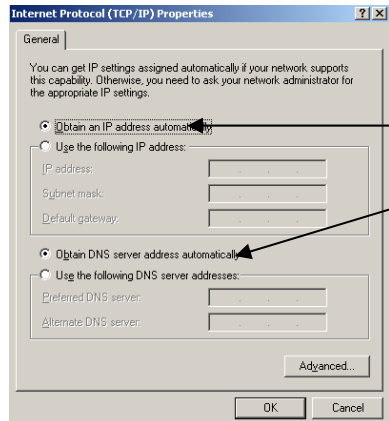 Internet Protocol (TCP/IP) Properties
General
You can get IP settings assigned automatically if your network supports
this capability. Otherwise, you need to ask your network administrator for
the appropriate IP settings.
Obtain an IP address automatically
Use the following IP address:
IP address:
Subnet mask:
Default gateway:
Obtain DNS server address automatically
Use the following DNS server addresses:
Preferred DNS server:
Alternate DNS server:
Advanced...
OK Cancel